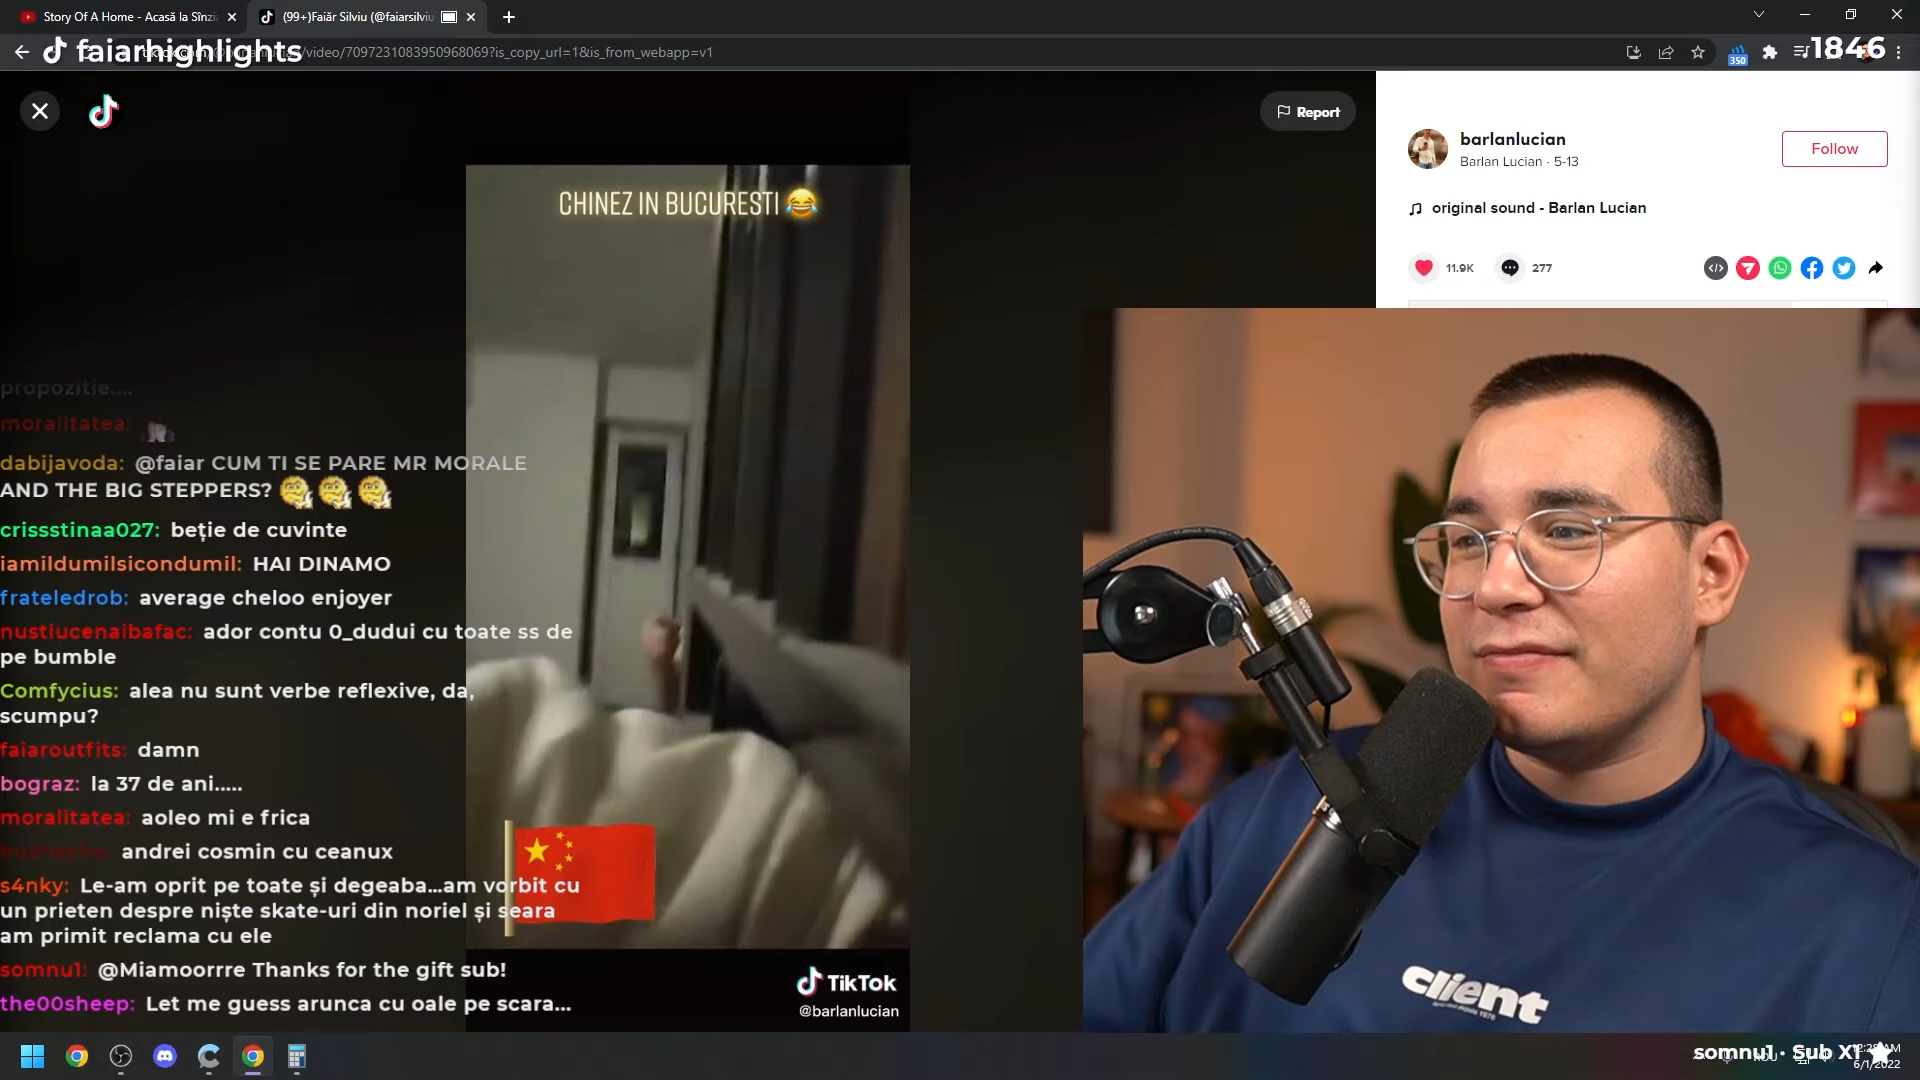 Story Of A Home - Acasă la Sînzi
(99+)Faiăr Silviu (@faiarsilviu
faiarhighlights
/video/7097231083950968069?is_copy_url=1&is_from_webapp=v1
350
1846
Report
CHINEZ IN BUCURESTI 😂
barlanlucian
Barlan Lucian · 5-13
Follow
original sound - Barlan Lucian
11.9K
277
propozitie....
moralitatea:
dabijavoda: @faiar CUM TI SE PARE MR MORALE
AND THE BIG STEPPERS?
crissstinaa027: beție de cuvinte
iamildumilsicondumil: HAI DINAMO
frateledrob: average cheloo enjoyer
nustiucenaibafac: ador contu 0_dudui cu toate ss de
pe bumble
Comfycius: alea nu sunt verbe reflexive, da,
scumpu?
faiaroutfits: damn
bograz: la 37 de ani.....
moralitatea: aoleo mi e frica
andrei cosmin cu ceanux
s4nky: Le-am oprit pe toate și degeaba...am vorbit cu
un prieten despre niște skate-uri din noriel și seara
am primit reclama cu ele
somnu1: @Miamoorrre Thanks for the gift sub!
the00sheep: Let me guess arunca cu oale pe scara...
TikTok
@barlanlucian
client
somnu1 · Sub X1
6/1/2022